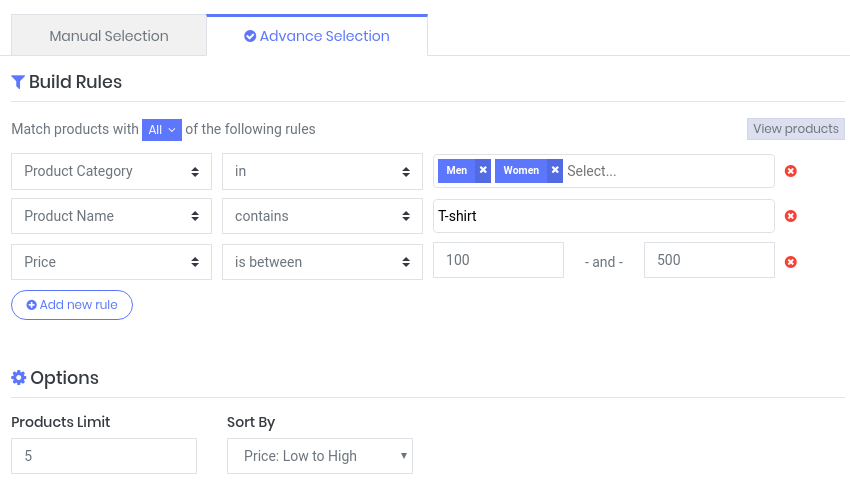 Manual Selection Advance Selection
Build Rules
Match products with All of the following rules View products
Product Category in Men Women Select...
Product Name contains T-shirt
Price is between 100 - and - 500
Add new rule
Options
Products Limit Sort By
5 Price: Low to High